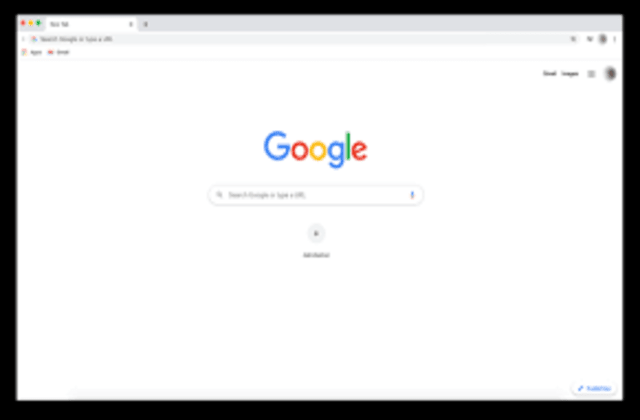 New Tab
Search Google or type a URL
Apps Gmail
Gmail Images
Google
Search Google or type a URL
Add shortcut
Customize